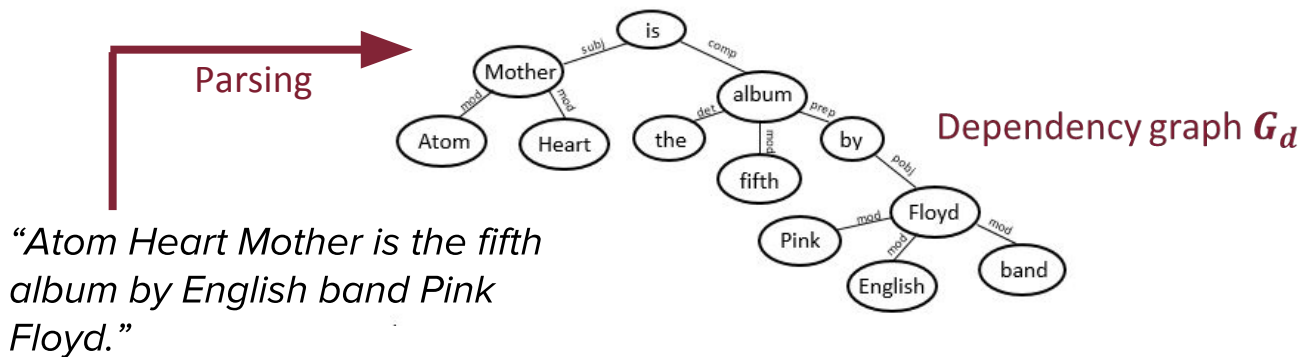 is
subj
comp
Parsing
Mother
album
mod
mod
det
mod
prep
Atom
Heart
the
by
Dependency graph G_d
fifth
pobj
Floyd
mod
mod
mod
Pink
English
band
“Atom Heart Mother is the fifth
album by English band Pink
Floyd.”